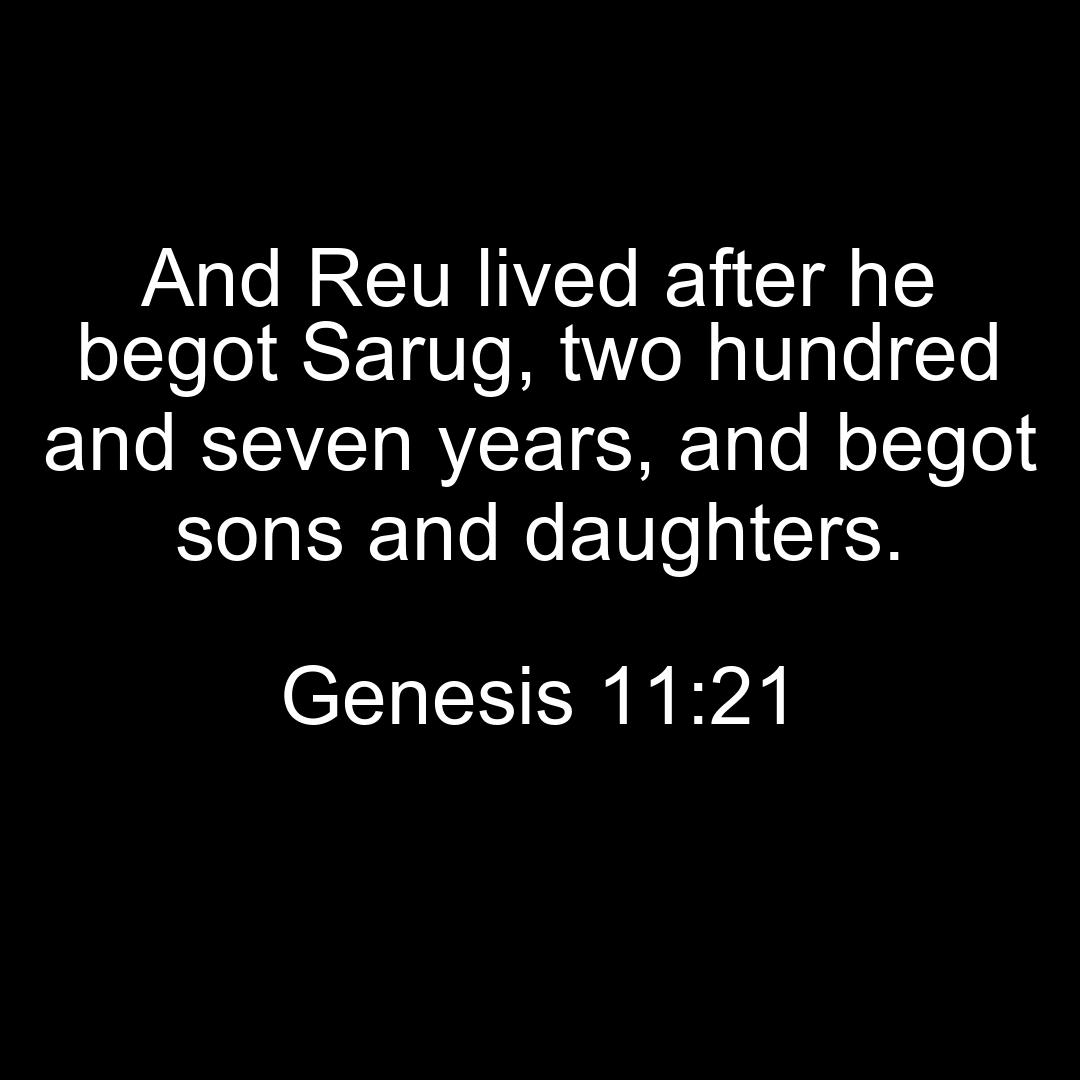 And Reu lived after he
begot Sarug, two hundred
and seven years, and begot
sons and daughters.
Genesis 11:21